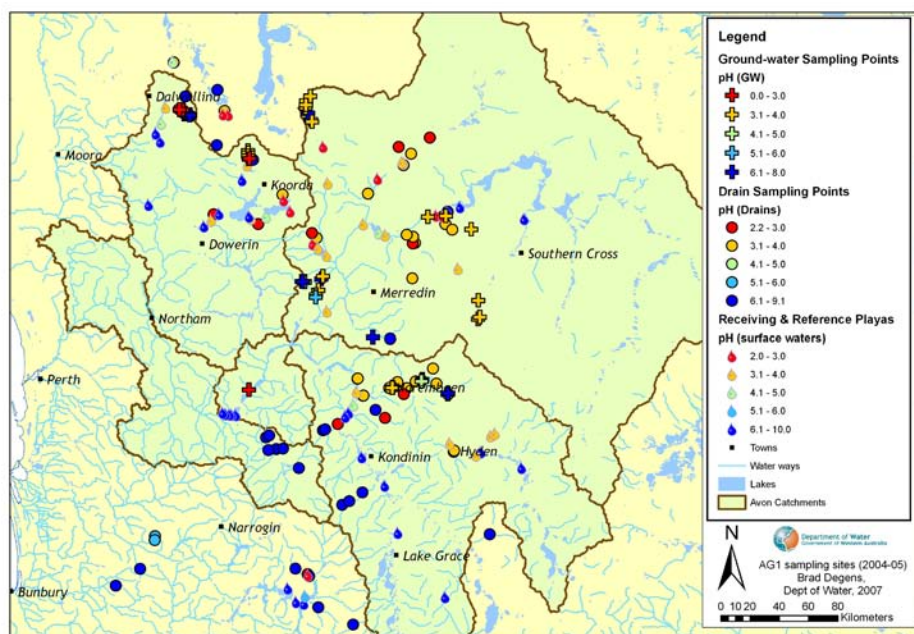 Dalwallinu
Moora
Koorda
Dowerin
Southern Cross
Merredin
Northam
Perth
Kondinin
Hyden
Narrogin
Lake Grace
Bunbury
Legend
Ground-water Sampling Points
pH (GW)
0.0 - 3.0
3.1 - 4.0
4.1 - 5.0
5.1 - 6.0
6.1 - 8.0
Drain Sampling Points
pH (Drains)
2.2 - 3.0
3.1 - 4.0
4.1 - 5.0
5.1 - 6.0
6.1 - 9.1
Receiving & Reference Playas
pH (surface waters)
2.0 - 3.0
3.1 - 4.0
4.1 - 5.0
5.1 - 6.0
6.1 - 10.0
Towns
Water ways
Lakes
Avon Catchments
N
Department of Water
Government of Western Australia
AG1 sampling sites (2004-05)
Brad Degens,
Dept of Water, 2007
0 10 20 40 60 80
Kilometers